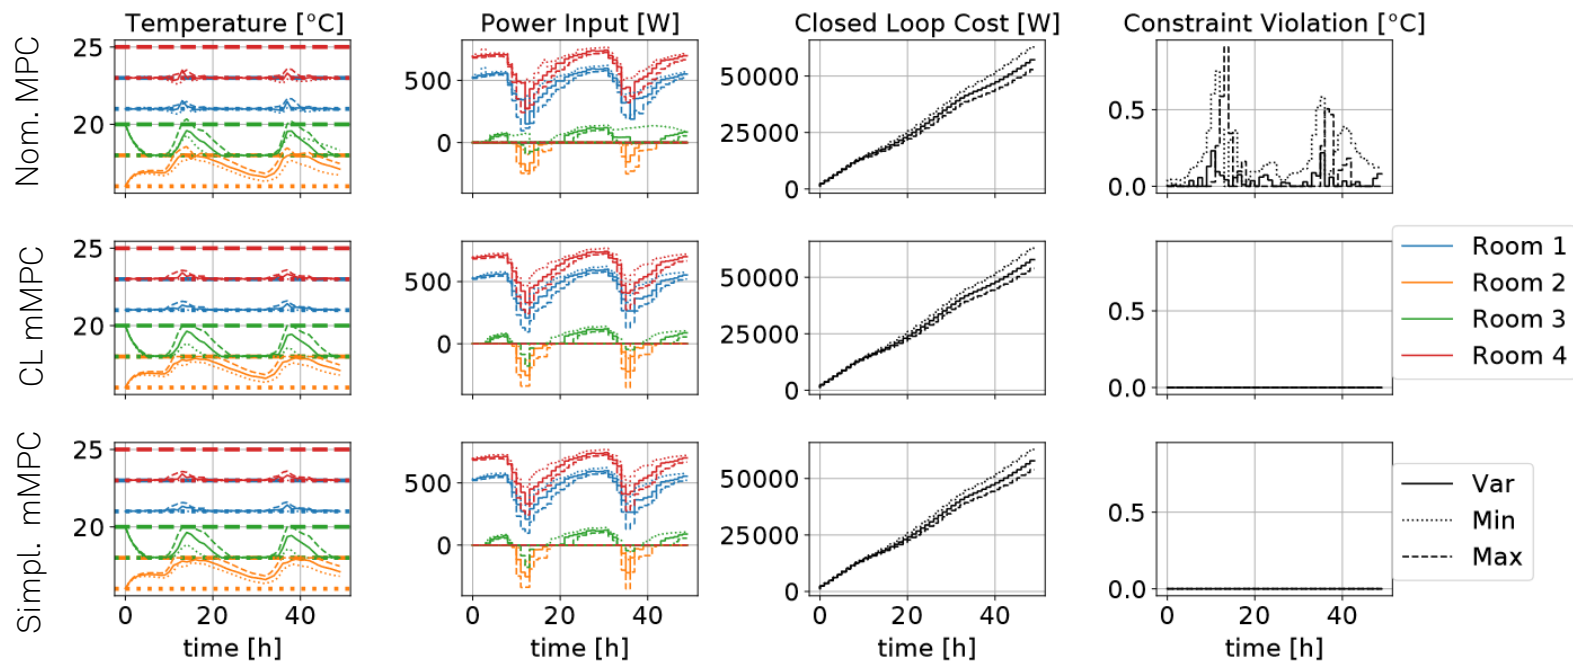 Temperature [°C]
Power Input [W]
Closed Loop Cost [W]
Constraint Violation [°C]
Nom. MPC
25
20
500
0
50000
25000
0
0.5
0.0
CL mMPC
25
20
500
0
50000
25000
0
0.5
0.0
Room 1
Room 2
Room 3
Room 4
Simpl. mMPC
25
20
500
0
50000
25000
0
0.5
0.0
Var
Min
Max
0 20 40
0 20 40
0 20 40
0 20 40
time [h]
time [h]
time [h]
time [h]